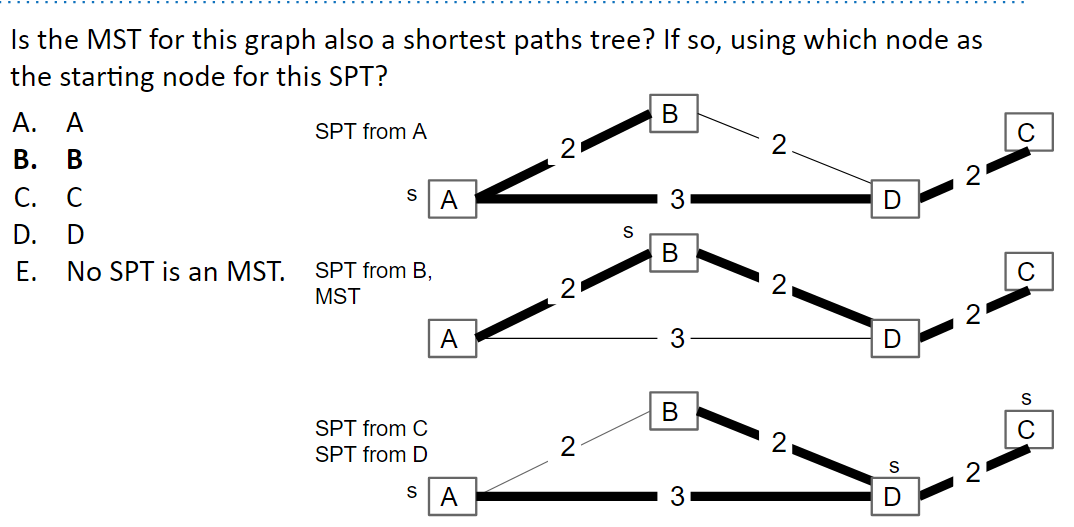 Is the MST for this graph also a shortest paths tree? If so, using which node as
the starting node for this SPT?
A. A
B. B
C. C
D. D
E. No SPT is an MST.
SPT from A
s
A
B
C
D
2
2
3
2
SPT from B,
MST
s
A
B
C
D
2
2
3
2
SPT from C
SPT from D
s
A
B
s
C
s
D
2
2
3
2